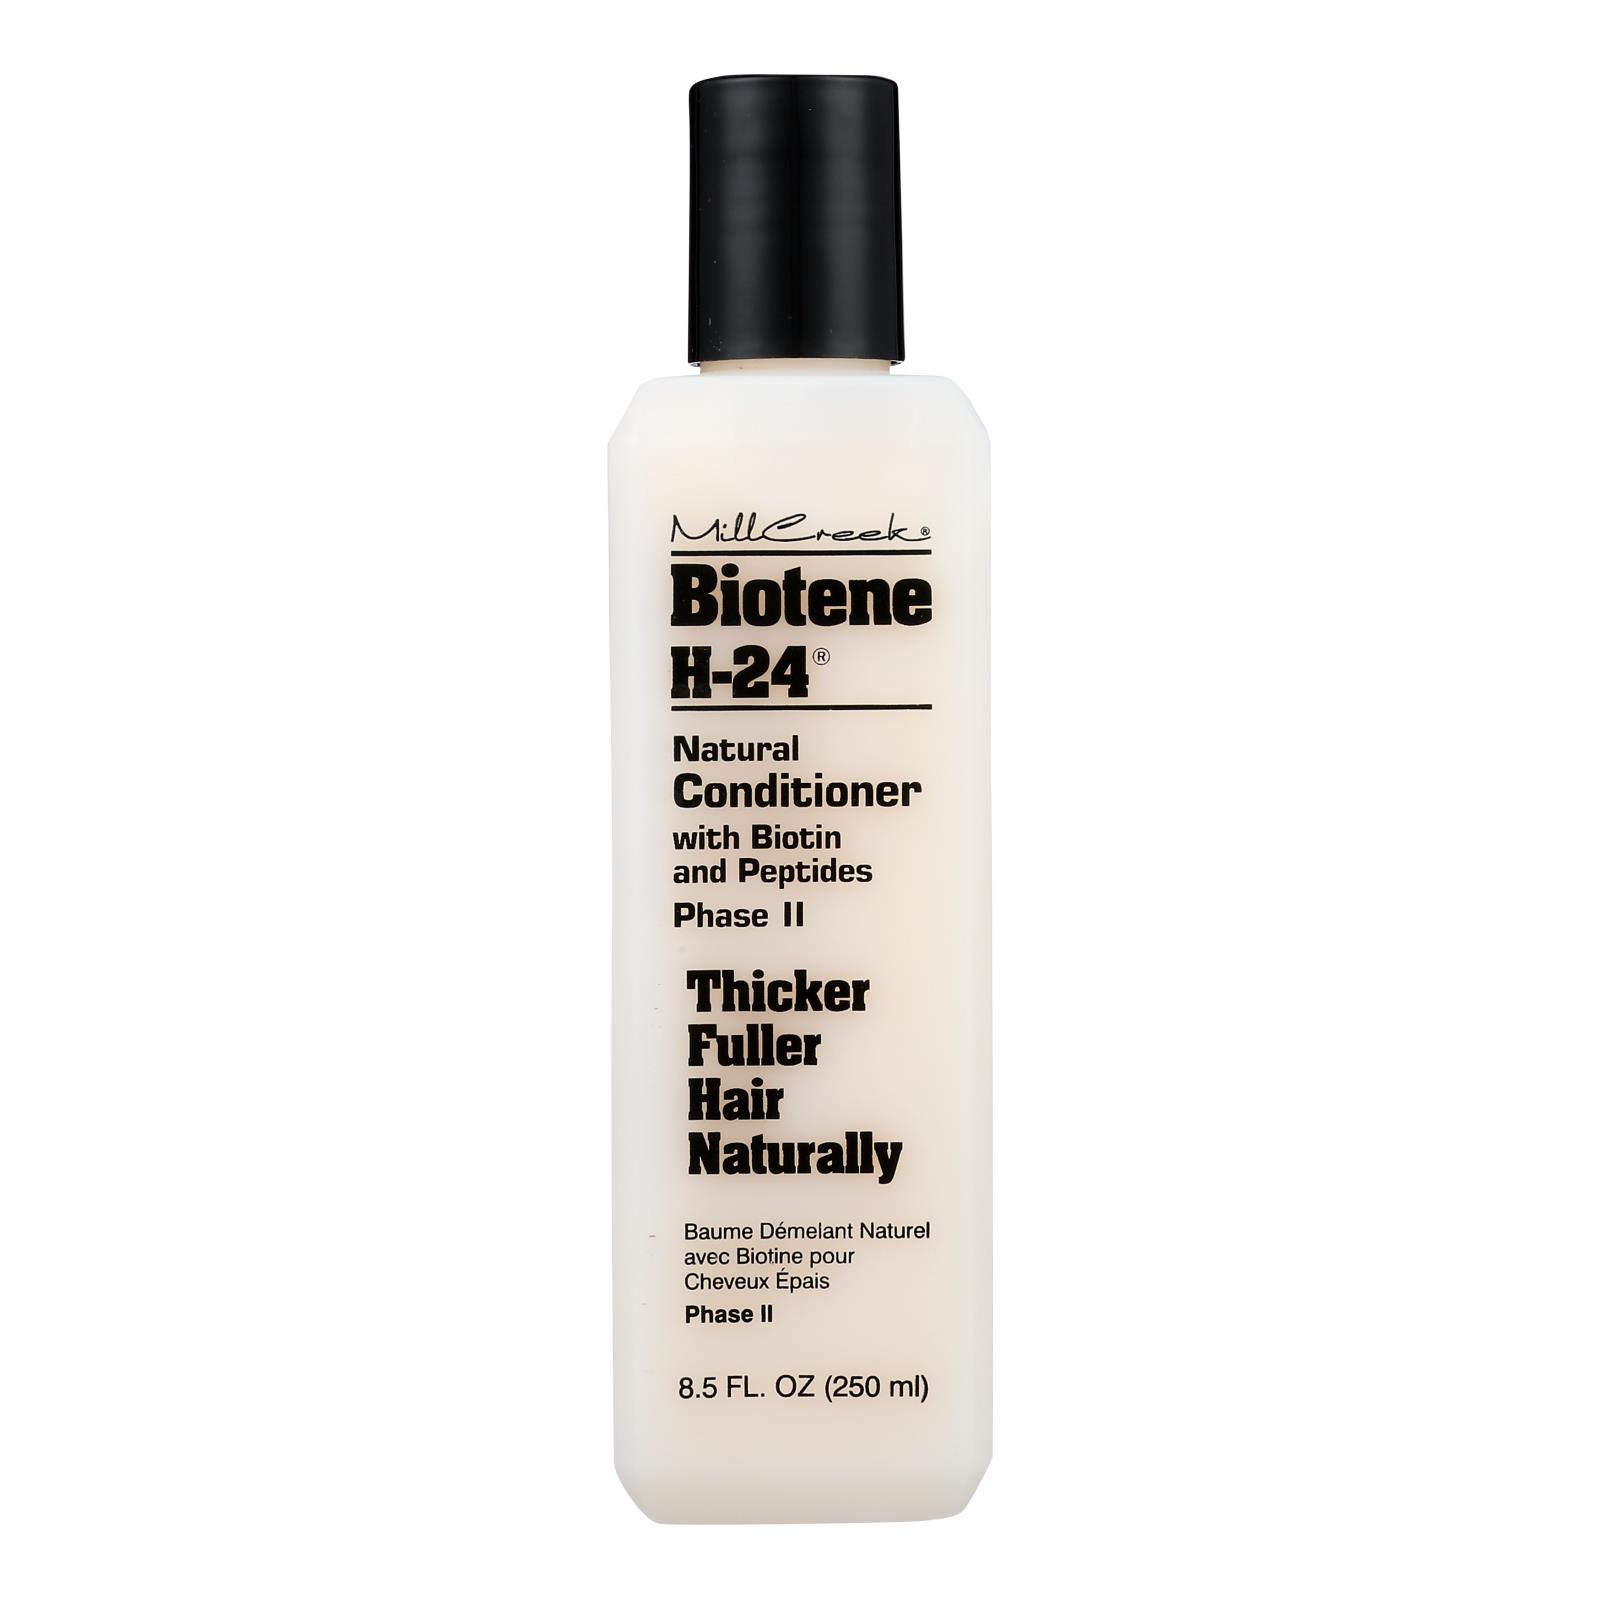 MillCreek®
Biotene
H-24®
Natural
Conditioner
with Biotin
and Peptides
Phase II
Thicker
Fuller
Hair
Naturally
Baume Démelant Naturel
avec Biotine pour
Cheveux Épais
Phase II
8.5 FL. OZ (250 ml)